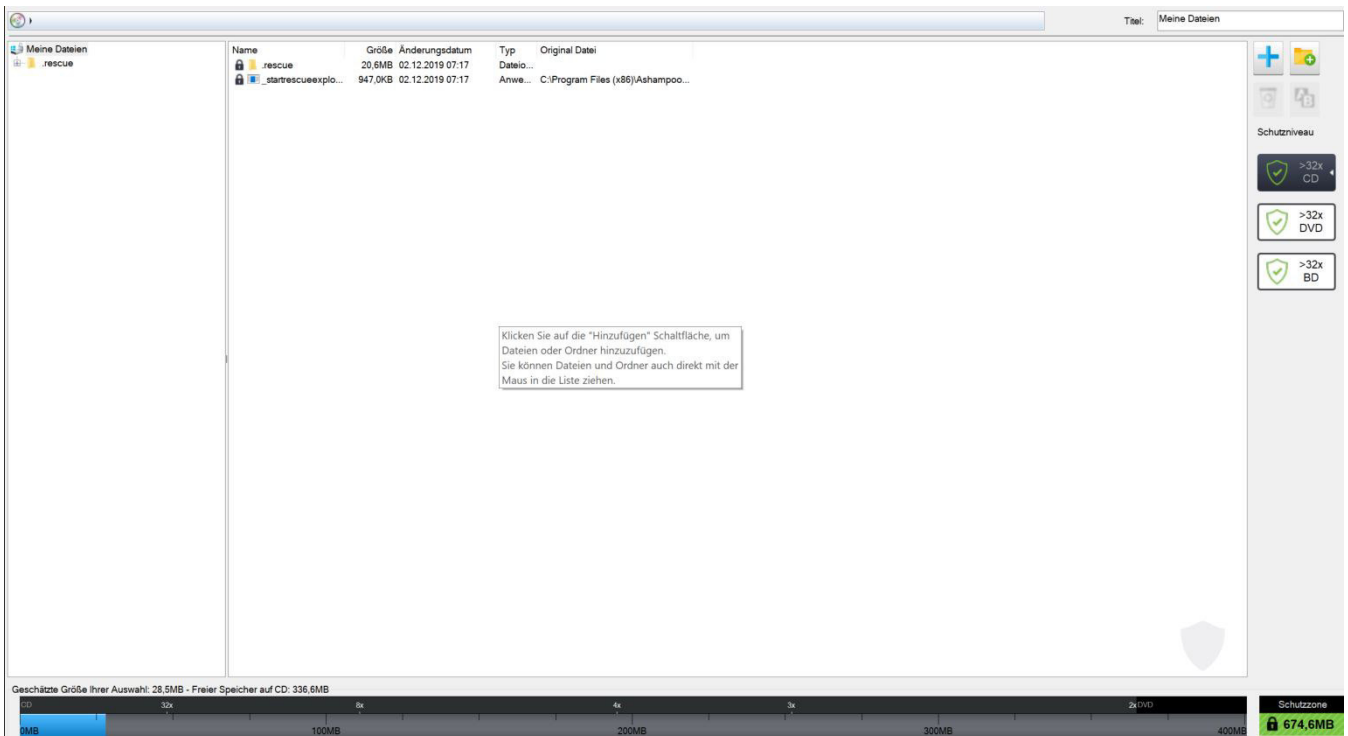 Titel: Meine Dateien
Meine Dateien
.rescue
Name Größe Änderungsdatum Typ Original Datei
.rescue 20,6MB 02.12.2019 07:17 Dateio...
_startrescueexplo... 947,0KB 02.12.2019 07:17 Anwe... C:\Program Files (x86)\Ashampoo...
Schutzniveau
>32x
CD
>32x
DVD
>32x
BD
Klicken Sie auf die "Hinzufügen" Schaltfläche, um
Dateien oder Ordner hinzuzufügen.
Sie können Dateien und Ordner auch direkt mit der
Maus in die Liste ziehen.
Geschätzte Größe Ihrer Auswahl: 28,5MB - Freier Speicher auf CD: 336,6MB
CD 32x 8x 4x 3x 2x DVD
0MB 100MB 200MB 300MB 400MB
Schutzzone
674,6MB